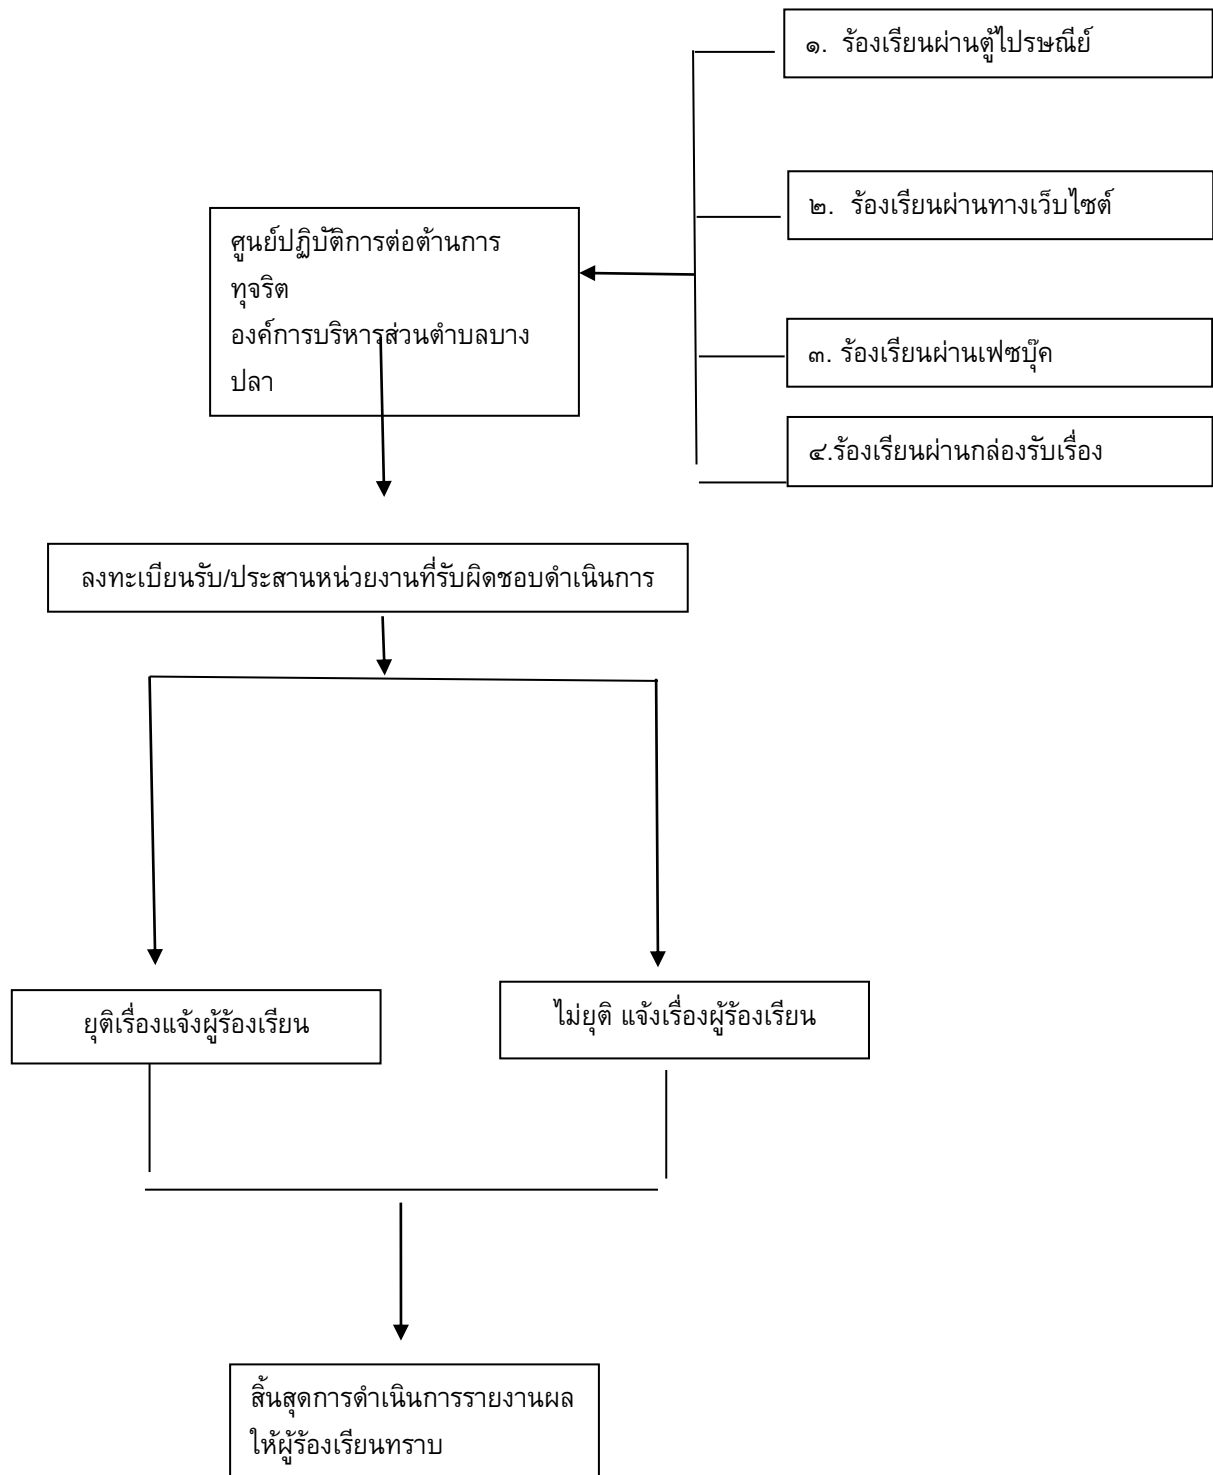 ๑. ร้องเรียนผ่านตู้ไปรษณีย์
๒. ร้องเรียนผ่านทางเว็บไซต์
ศูนย์ปฏิบัติการต่อต้านการ
ทุจริต
องค์การบริหารส่วนตำบลบาง
ปลา
๓. ร้องเรียนผ่านเฟซบุ๊ค
๔.ร้องเรียนผ่านกล่องรับเรื่อง
ลงทะเบียนรับ/ประสานหน่วยงานที่รับผิดชอบดำเนินการ
ยุติเรื่องแจ้งผู้ร้องเรียน
ไม่ยุติ แจ้งเรื่องผู้ร้องเรียน
สิ้นสุดการดำเนินการรายงานผล
ให้ผู้ร้องเรียนทราบ